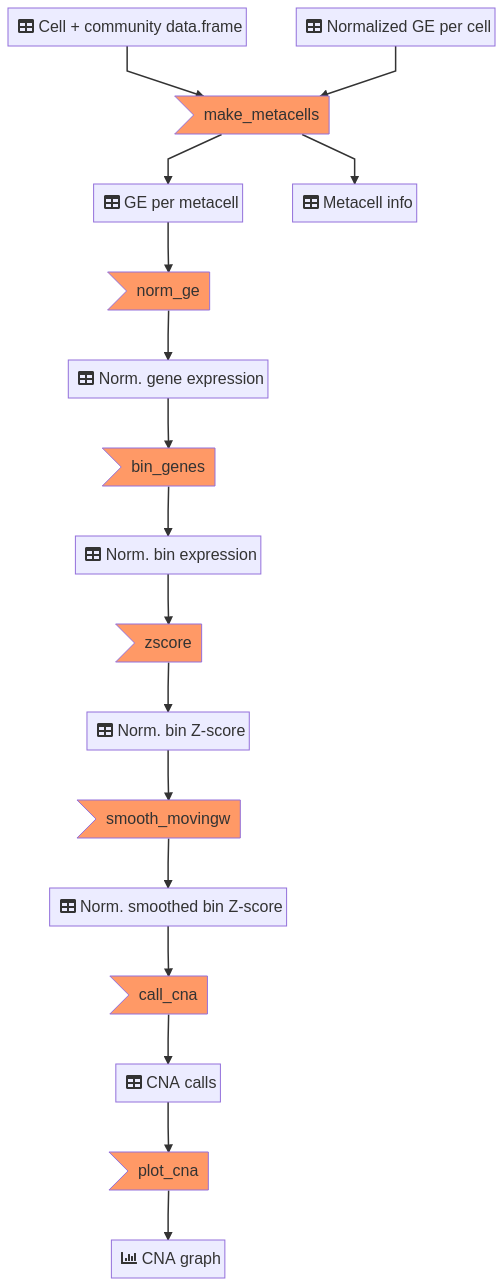 Cell + community data.frame
Normalized GE per cell
make_metacells
GE per metacell
Metacell info
norm_ge
Norm. gene expression
bin_genes
Norm. bin expression
zscore
Norm. bin Z-score
smooth_movingw
Norm. smoothed bin Z-score
call_cna
CNA calls
plot_cna
CNA graph